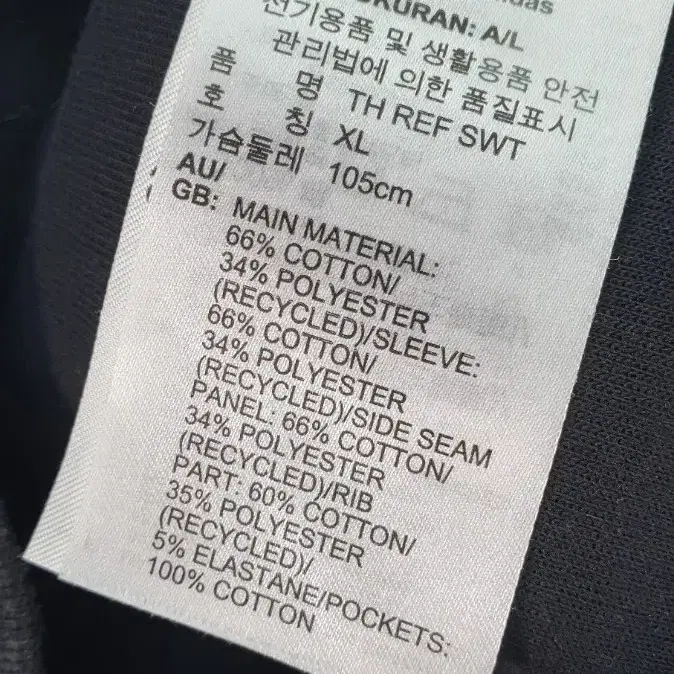 UKURAN: A/L
전기용품 및 생활용품 안전
관리법에 의한 품질표시
품 명 TH REF SWT
호 칭 XL
가슴둘레 105cm
AU/
GB: MAIN MATERIAL:
66% COTTON/
34% POLYESTER
(RECYCLED)/SLEEVE:
66% COTTON/
34% POLYESTER
(RECYCLED)/SIDE SEAM
PANEL: 66% COTTON/
34% POLYESTER
(RECYCLED)/RIB
PART: 60% COTTON/
35% POLYESTER
(RECYCLED)/
5% ELASTANE/POCKETS:
100% COTTON